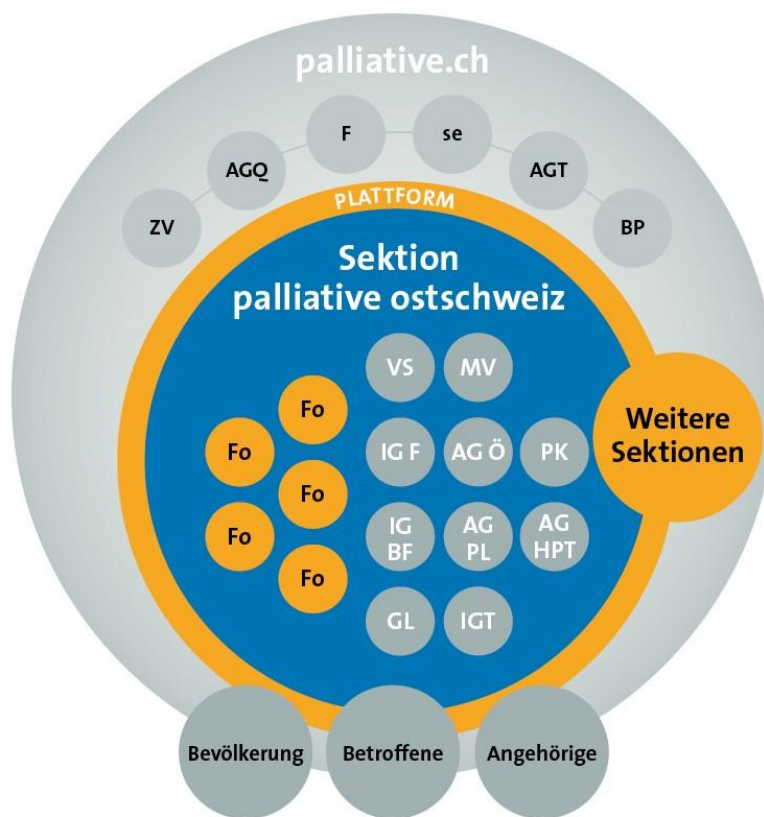 palliative.ch
F
se
AGQ
AGT
ZV
BP
PLATTFORM
Sektion
palliative ostschweiz
VS
MV
Fo
Fo
IG F
AG Ö
PK
Weitere
Sektionen
Fo
Fo
IG
BF
AG
PL
AG
HPT
Fo
GL
IGT
Bevölkerung
Betroffene
Angehörige